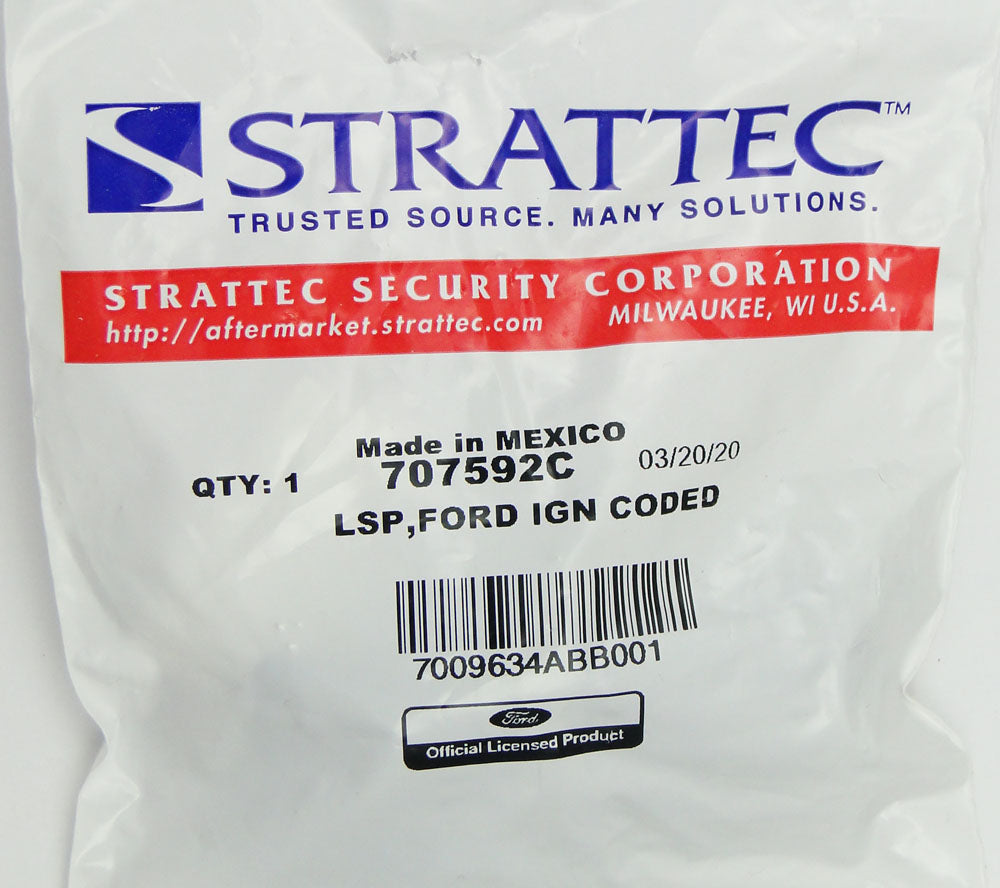 STRATTEC™
TRUSTED SOURCE. MANY SOLUTIONS.
STRATTEC SECURITY CORPORATION
http://aftermarket.strattec.com MILWAUKEE, WI U.S.A.
Made in MEXICO
QTY: 1 707592C 03/20/20
LSP,FORD IGN CODED
7009634ABB001
Ford
Official Licensed Product